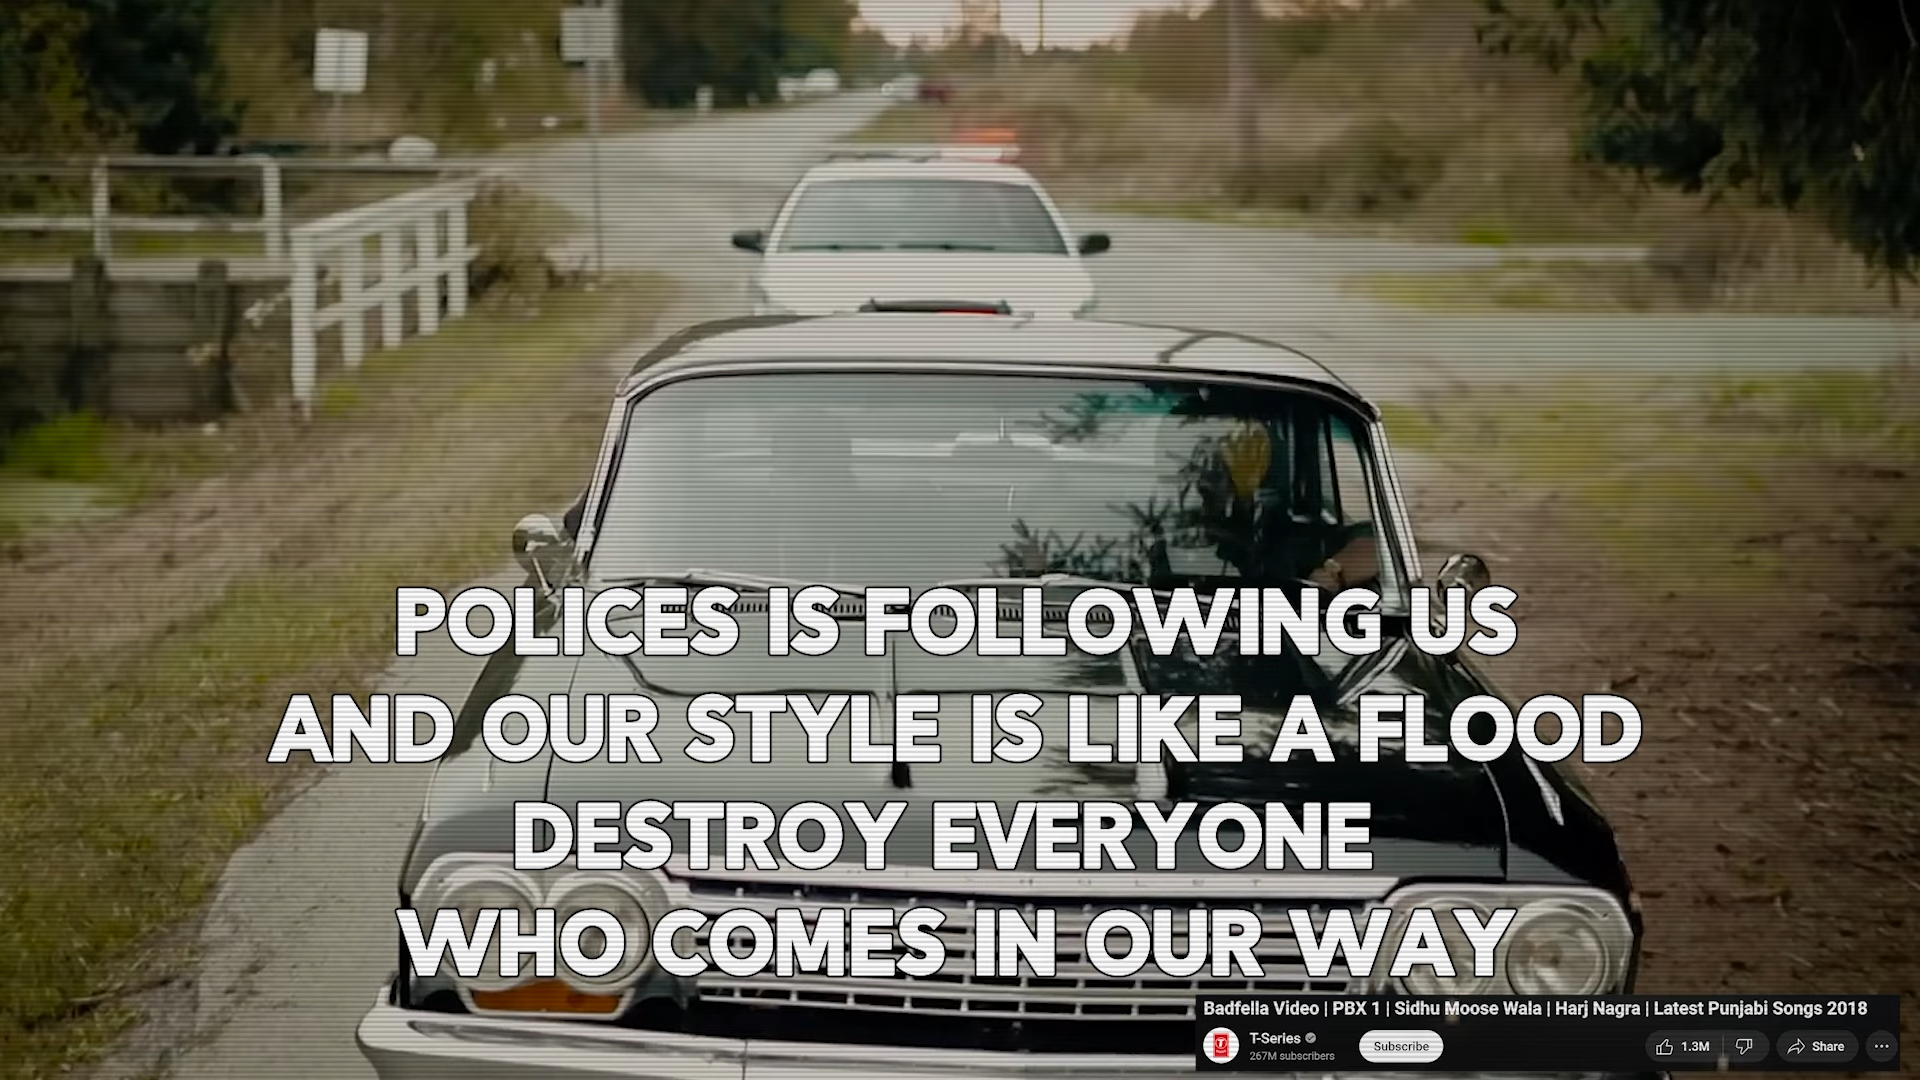 POLICES IS FOLLOWING US
AND OUR STYLE IS LIKE A FLOOD
DESTROY EVERYONE
WHO COMES IN OUR WAY
Badfella Video | PBX 1 | Sidhu Moose Wala | Harj Nagra | Latest Punjabi Songs 2018
T-Series
267M subscribers
Subscribe
1.3M
Share